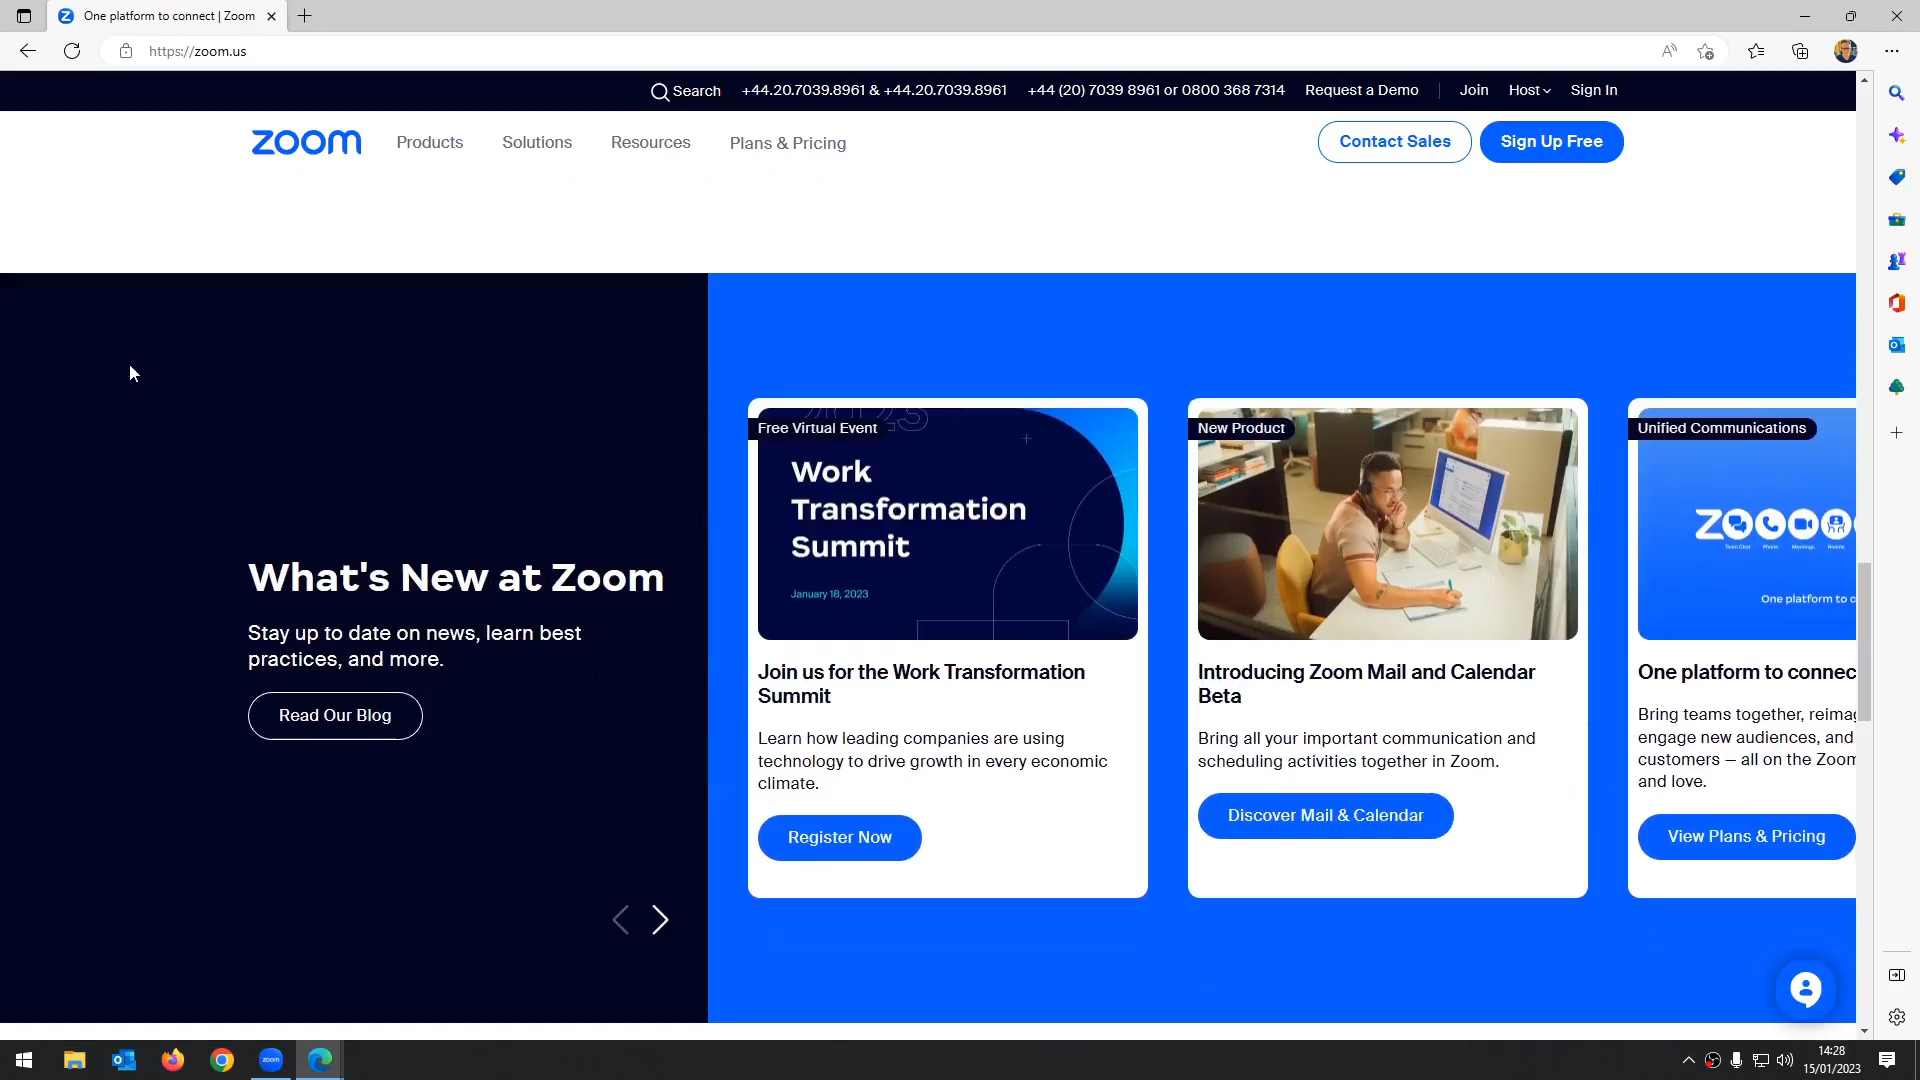 One platform to connect | Zoom
https://zoom.us
Search +44.20.7039.8961 & +44.20.7039.8961 +44 (20) 7039 8961 or 0800 368 7314 Request a Demo Join Host Sign In
zoom Products Solutions Resources Plans & Pricing Contact Sales Sign Up Free
What's New at Zoom
Stay up to date on news, learn best
practices, and more.
Read Our Blog
2023
Free Virtual Event
Work
Transformation
Summit
January 18, 2023
Join us for the Work Transformation
Summit
Learn how leading companies are using
technology to drive growth in every economic
climate.
Register Now
New Product
Introducing Zoom Mail and Calendar
Beta
Bring all your important communication and
scheduling activities together in Zoom.
Discover Mail & Calendar
Unified Communications
Team Chat Phone Meetings Rooms
One platform to c
One platform to connec
Bring teams together, reimag
engage new audiences, and
customers — all on the Zoom
and love.
View Plans & Pricing
zoom
14:28
15/01/2023